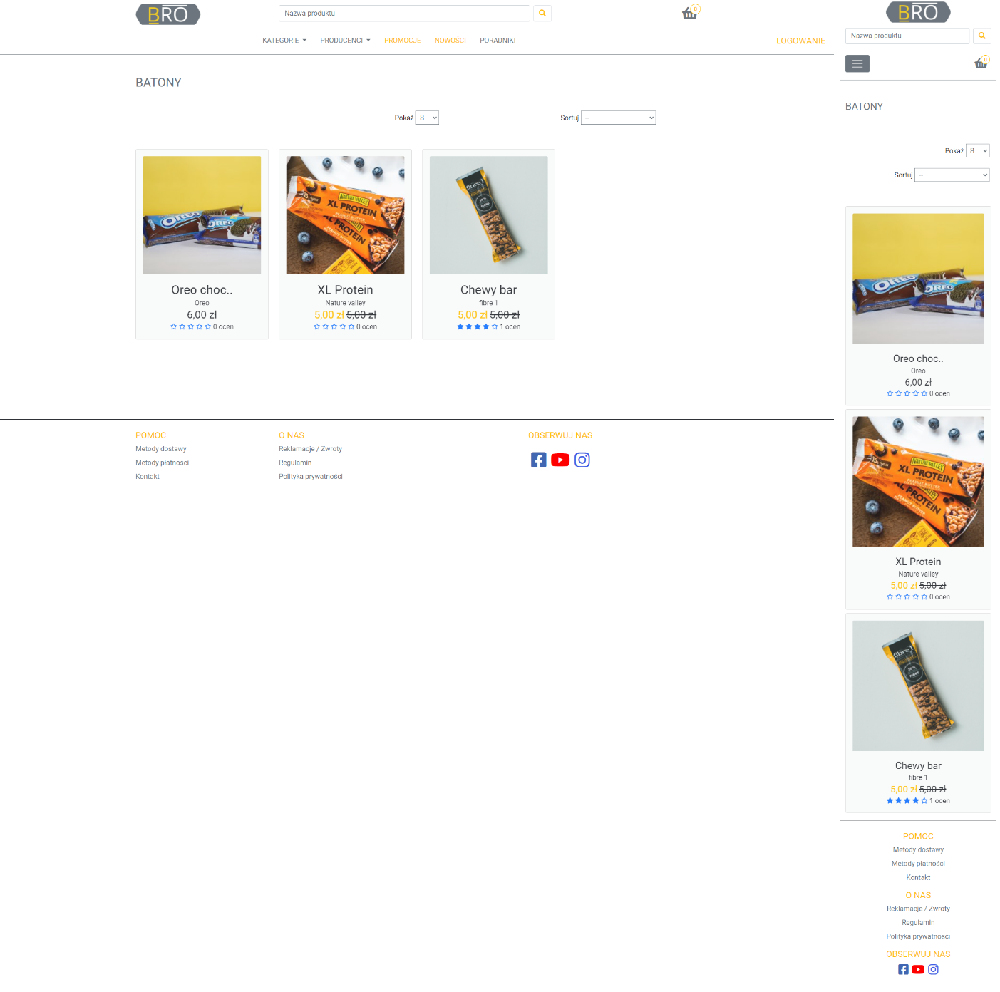 BRO
Nazwa produktu
0
KATEGORIE PRODUCENCI PROMOCJE NOWOŚCI PORADNIKI
LOGOWANIE
BATONY
Pokaż 8 Sortuj --
OREO OREO
NATURE VALLEY
XL PROTEIN
PEANUT BUTTER
XL PROTEIN
fibre 1
Oreo choc..
Oreo
6,00 zł
0 ocen
XL Protein
Nature valley
5,00 zł 5,00 zł
0 ocen
Chewy bar
fibre 1
5,00 zł 5,00 zł
1 ocen
POMOC
Metody dostawy
Metody płatności
Kontakt
O NAS
Reklamacje / Zwroty
Regulamin
Polityka prywatności
OBSERWUJ NAS
BRO
Nazwa produktu
0
BATONY
Pokaż 8
Sortuj --
OREO OREO
Oreo choc..
Oreo
6,00 zł
0 ocen
NATURE VALLEY
XL PROTEIN
PEANUT BUTTER
XL PROTEIN
XL Protein
Nature valley
5,00 zł 5,00 zł
0 ocen
fibre 1
Chewy bar
fibre 1
5,00 zł 5,00 zł
1 ocen
POMOC
Metody dostawy
Metody płatności
Kontakt
O NAS
Reklamacje / Zwroty
Regulamin
Polityka prywatności
OBSERWUJ NAS